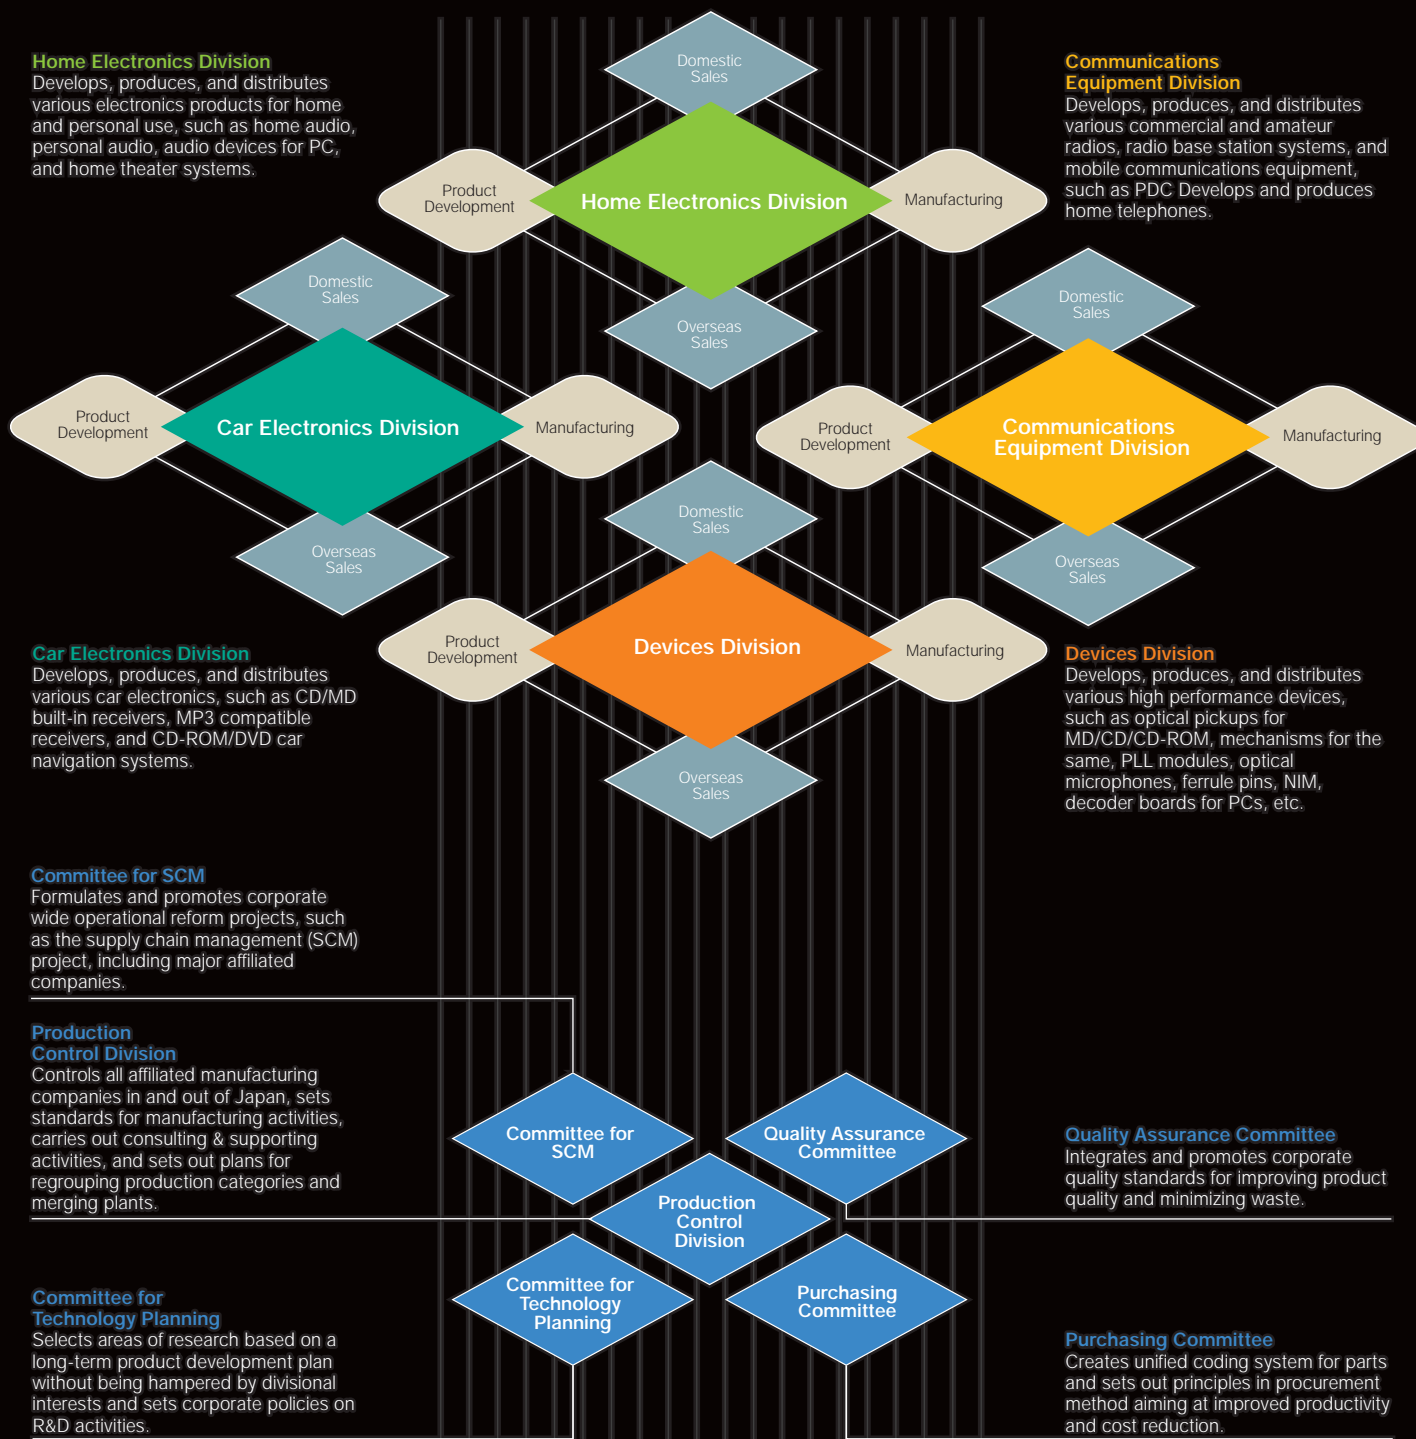 Home Electronics Division
Develops, produces, and distributes
various electronics products for home
and personal use, such as home audio,
personal audio, audio devices for PC,
and home theater systems.
Domestic
Sales
Product
Development
Home Electronics Division
Manufacturing
Overseas
Sales
Communications
Equipment Division
Develops, produces, and distributes
various commercial and amateur
radios, radio base station systems, and
mobile communications equipment,
such as PDC Develops and produces
home telephones.
Domestic
Sales
Product
Development
Car Electronics Division
Manufacturing
Overseas
Sales
Domestic
Sales
Product
Development
Communications
Equipment Division
Manufacturing
Overseas
Sales
Domestic
Sales
Product
Development
Devices Division
Manufacturing
Overseas
Sales
Car Electronics Division
Develops, produces, and distributes
various car electronics, such as CD/MD
built-in receivers, MP3 compatible
receivers, and CD-ROM/DVD car
navigation systems.
Devices Division
Develops, produces, and distributes
various high performance devices,
such as optical pickups for
MD/CD/CD-ROM, mechanisms for the
same, PLL modules, optical
microphones, ferrule pins, NIM,
decoder boards for PCs, etc.
Committee for SCM
Formulates and promotes corporate
wide operational reform projects, such
as the supply chain management (SCM)
project, including major affiliated
companies.
Production
Control Division
Controls all affiliated manufacturing
companies in and out of Japan, sets
standards for manufacturing activities,
carries out consulting & supporting
activities, and sets out plans for
regrouping production categories and
merging plants.
Committee for
SCM
Quality Assurance
Committee
Production
Control
Division
Committee for
Technology
Planning
Purchasing
Committee
Quality Assurance Committee
Integrates and promotes corporate
quality standards for improving product
quality and minimizing waste.
Committee for
Technology Planning
Selects areas of research based on a
long-term product development plan
without being hampered by divisional
interests and sets corporate policies on
R&D activities.
Purchasing Committee
Creates unified coding system for parts
and sets out principles in procurement
method aiming at improved productivity
and cost reduction.